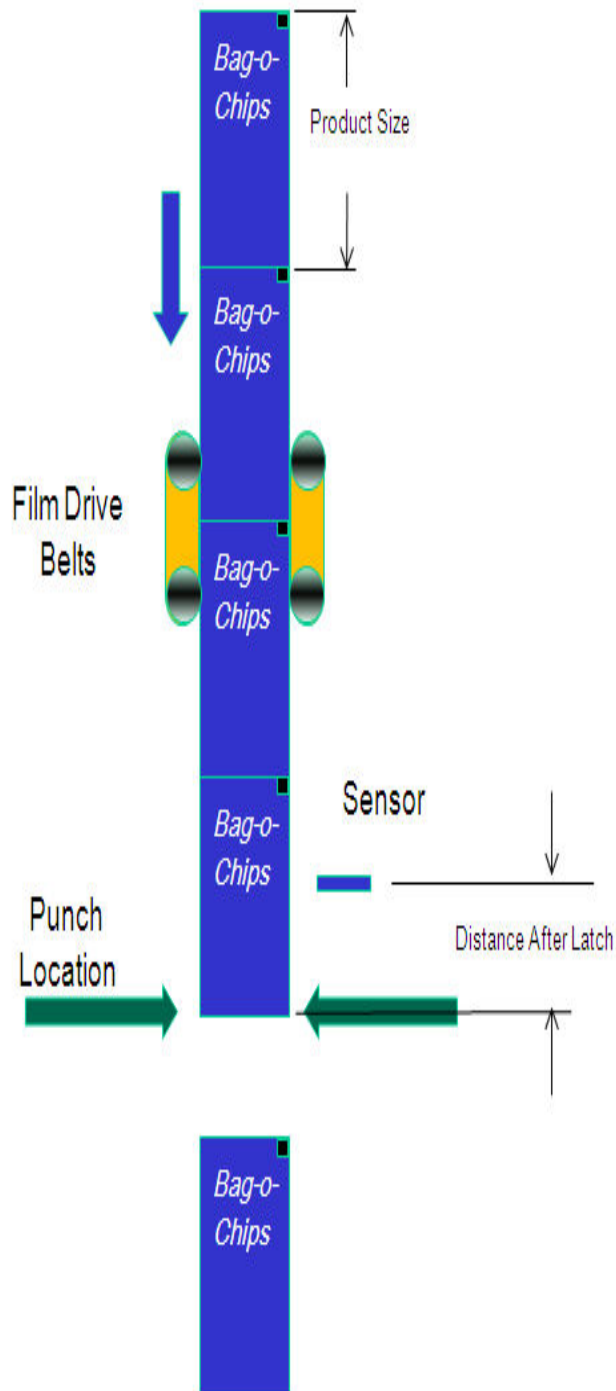 Bag-o-
Chips
Product Size
Bag-o-
Chips
Film Drive
Belts
Bag-o-
Chips
Sensor
Bag-o-
Chips
Punch
Location
Distance After Latch
Bag-o-
Chips